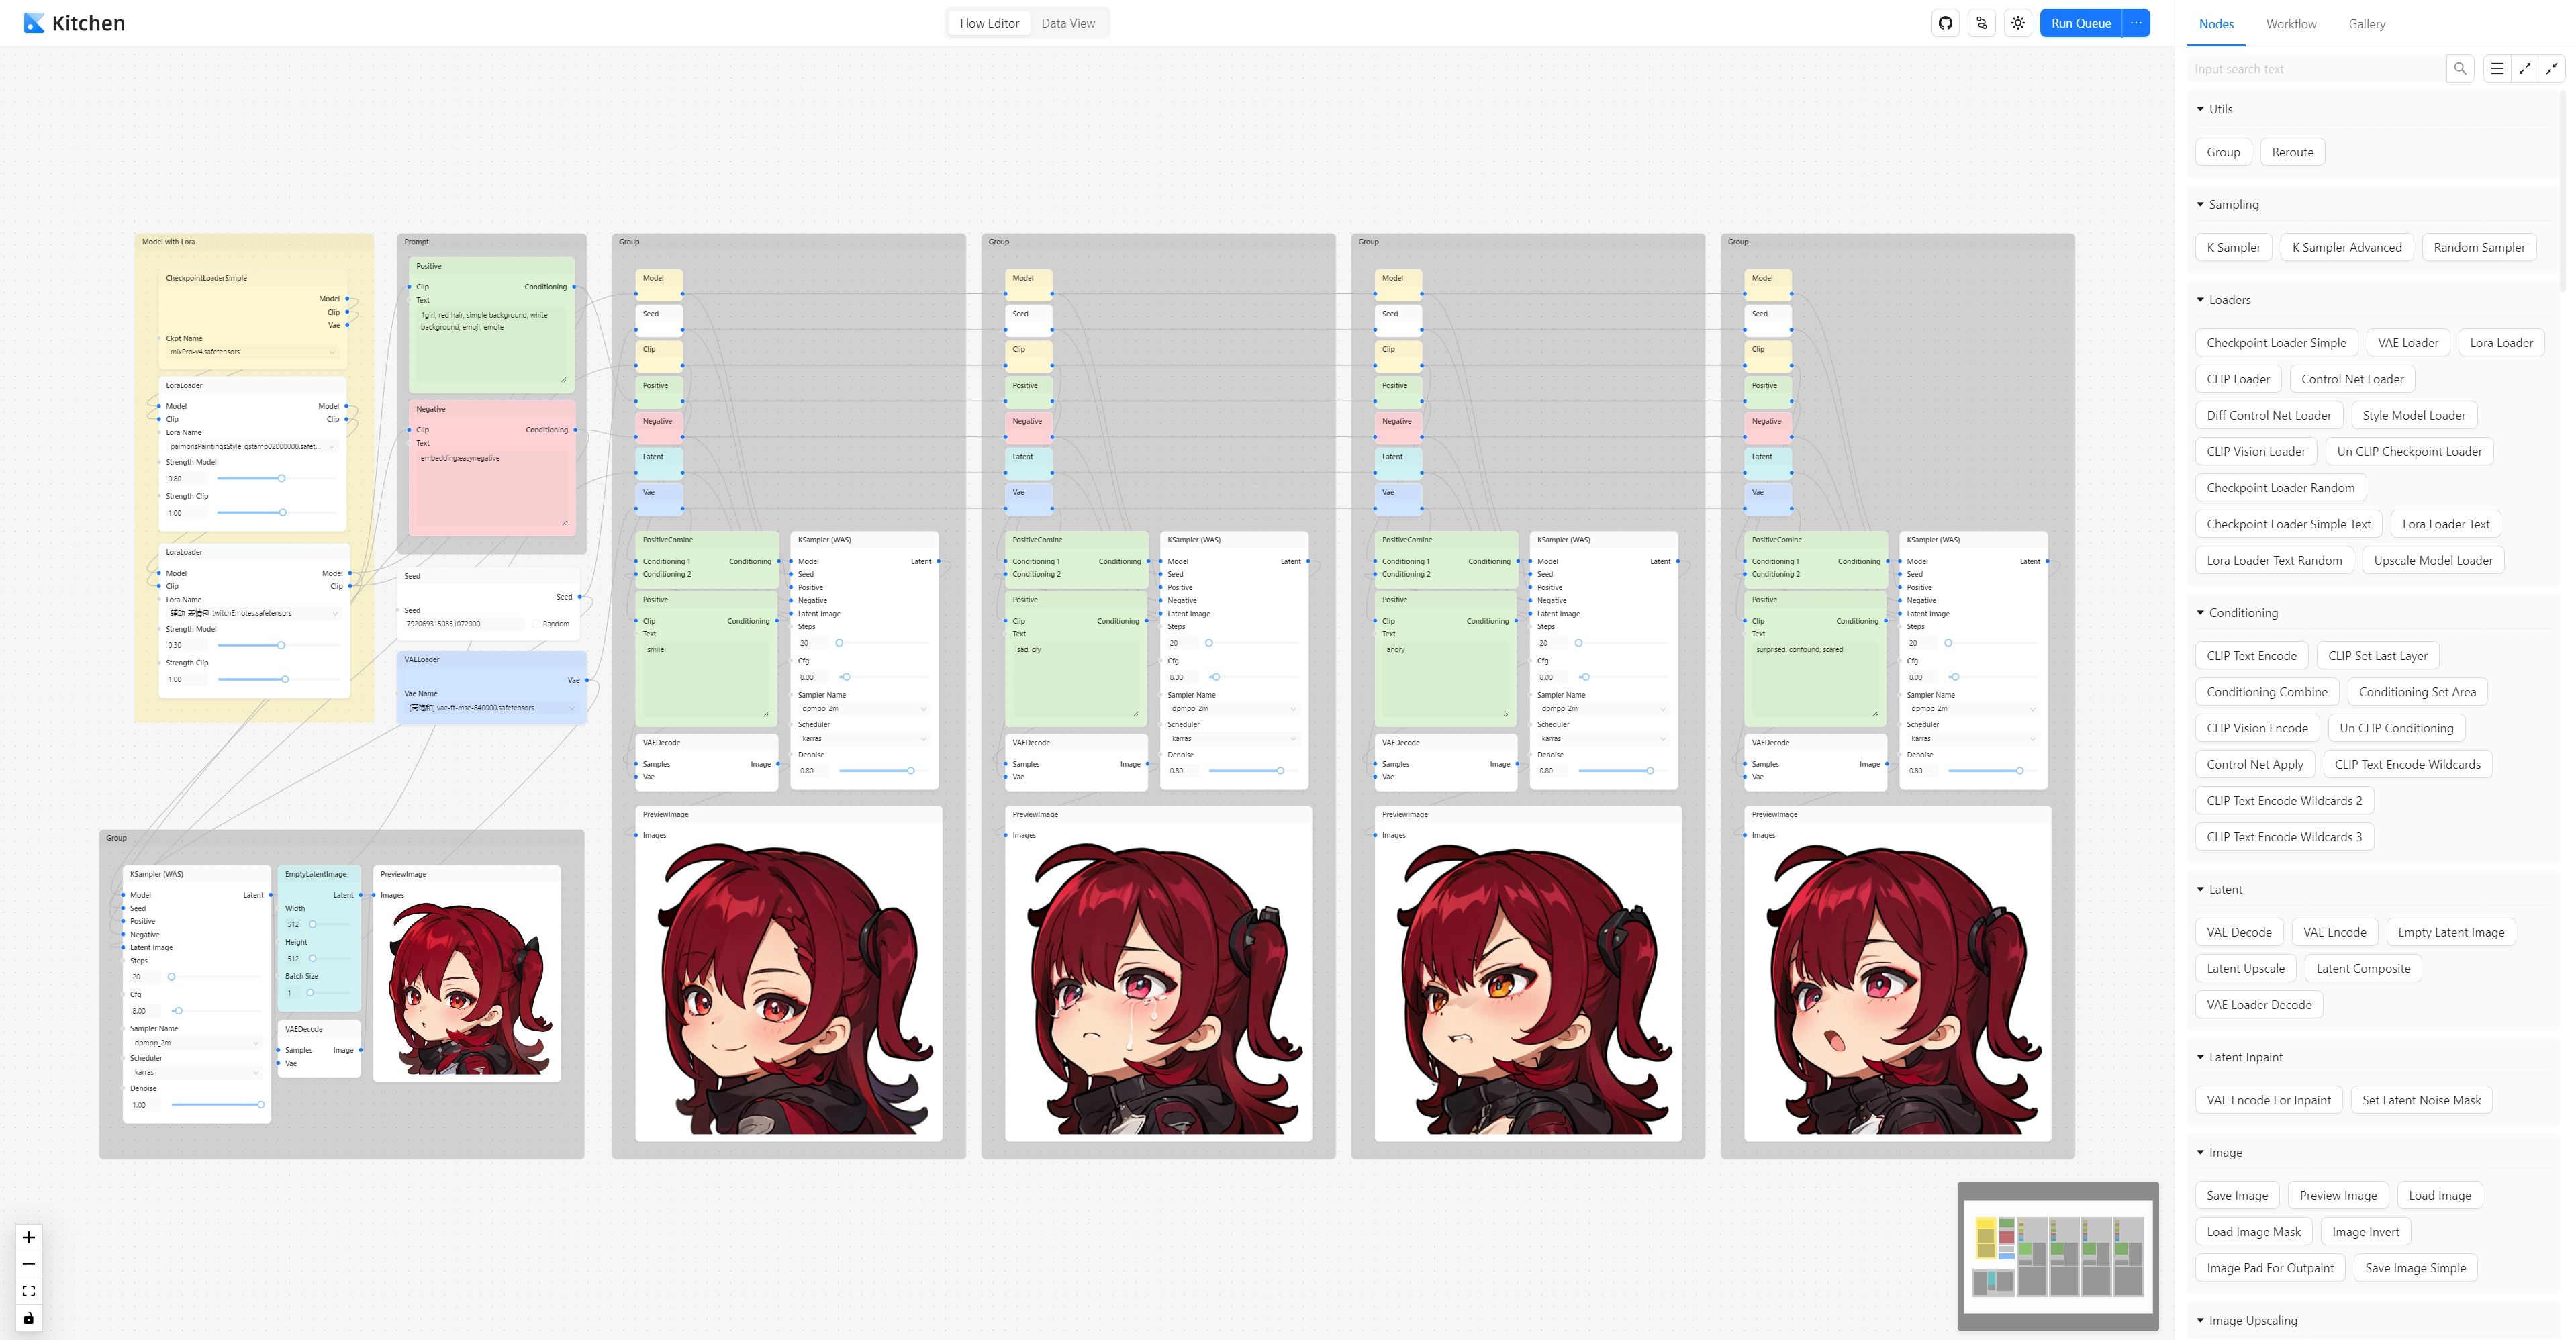 Kitchen
Flow Editor
Data View
Run Queue
Nodes
Workflow
Gallery
Input search text
Utils
Group
Reroute
Sampling
K Sampler
K Sampler Advanced
Random Sampler
Loaders
Checkpoint Loader Simple
VAE Loader
Lora Loader
CLIP Loader
Control Net Loader
Diff Control Net Loader
Style Model Loader
CLIP Vision Loader
Un CLIP Checkpoint Loader
Checkpoint Loader Random
Checkpoint Loader Simple Text
Lora Loader Text
Lora Loader Text Random
Upscale Model Loader
Conditioning
CLIP Text Encode
CLIP Set Last Layer
Conditioning Combine
Conditioning Set Area
CLIP Vision Encode
Un CLIP Conditioning
Control Net Apply
CLIP Text Encode Wildcards
CLIP Text Encode Wildcards 2
CLIP Text Encode Wildcards 3
Latent
VAE Decode
VAE Encode
Empty Latent Image
Latent Upscale
Latent Composite
VAE Loader Decode
Latent Inpaint
VAE Encode For Inpaint
Set Latent Noise Mask
Image
Save Image
Preview Image
Load Image
Load Image Mask
Image Invert
Image Pad For Outpaint
Save Image Simple
Image Upscaling
Model with Lora
CheckpointLoaderSimple
Model
Clip
Vae
Ckpt Name
mixPro-v4.safetensors
LoraLoader
Model
Model
Clip
Clip
Lora Name
paimonsPaintingsStyle_gstamp02000008.safet...
Strength Model
0.80
Strength Clip
1.00
LoraLoader
Model
Model
Clip
Clip
Lora Name
辅助-表情包-twitchEmotes.safetensors
Strength Model
0.30
Strength Clip
1.00
Prompt
Positive
Clip
Conditioning
Text
1girl, red hair, simple background, white
background, emoji, emote
Negative
Clip
Conditioning
Text
embedding:easynegative
Seed
Seed
Seed
7920693150851072000
Random
VAELoader
Vae
Vae Name
vae-ft-mse-840000.safetensors
Group
KSampler (WAS)
Model
Latent
Seed
Positive
Negative
Latent Image
Steps
20
Cfg
8.00
Sampler Name
dpmpp_2m
Scheduler
karras
Denoise
1.00
EmptyLatentImage
Latent
Width
512
Height
512
Batch Size
1
VAEDecode
Samples
Image
Vae
PreviewImage
Images
Group
Model
Seed
Clip
Positive
Negative
Latent
Vae
PositiveComine
Conditioning 1
Conditioning
Conditioning 2
Positive
Clip
Conditioning
Text
smile
VAEDecode
Samples
Image
Vae
KSampler (WAS)
Model
Latent
Seed
Positive
Negative
Latent Image
Steps
20
Cfg
8.00
Sampler Name
dpmpp_2m
Scheduler
karras
Denoise
0.80
PreviewImage
Images
Group
Model
Seed
Clip
Positive
Negative
Latent
Vae
PositiveComine
Conditioning 1
Conditioning
Conditioning 2
Positive
Clip
Conditioning
Text
sad, cry
VAEDecode
Samples
Image
Vae
KSampler (WAS)
Model
Latent
Seed
Positive
Negative
Latent Image
Steps
20
Cfg
8.00
Sampler Name
dpmpp_2m
Scheduler
karras
Denoise
0.80
PreviewImage
Images
Group
Model
Seed
Clip
Positive
Negative
Latent
Vae
PositiveComine
Conditioning 1
Conditioning
Conditioning 2
Positive
Clip
Conditioning
Text
angry
VAEDecode
Samples
Image
Vae
KSampler (WAS)
Model
Latent
Seed
Positive
Negative
Latent Image
Steps
20
Cfg
8.00
Sampler Name
dpmpp_2m
Scheduler
karras
Denoise
0.80
PreviewImage
Images
Group
Model
Seed
Clip
Positive
Negative
Latent
Vae
PositiveComine
Conditioning 1
Conditioning
Conditioning 2
Positive
Clip
Conditioning
Text
surprised, confound, scared
VAEDecode
Samples
Image
Vae
KSampler (WAS)
Model
Latent
Seed
Positive
Negative
Latent Image
Steps
20
Cfg
8.00
Sampler Name
dpmpp_2m
Scheduler
karras
Denoise
0.80
PreviewImage
Images